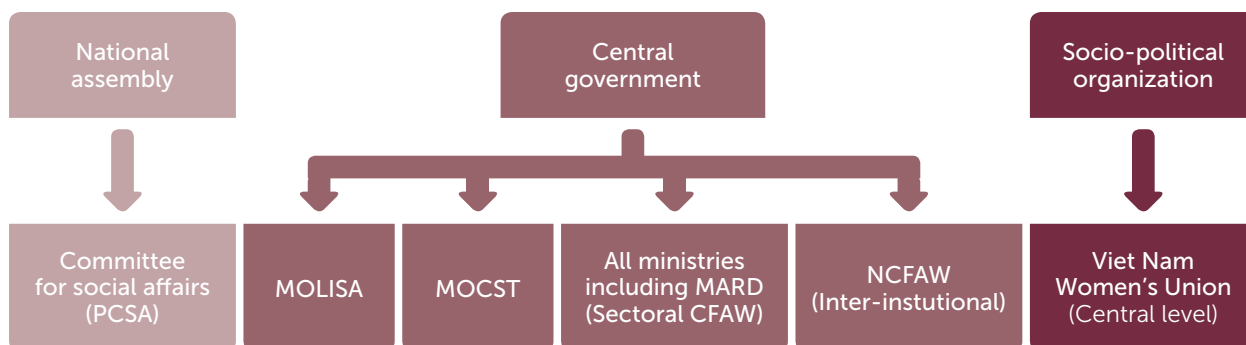 National
assembly
Central
government
Socio-political
organization
Committee
for social affairs
(PCSA)
MOLISA
MOCST
All ministries
including MARD
(Sectoral CFAW)
NCFAW
(Inter-instutional)
Viet Nam
Women's Union
(Central level)